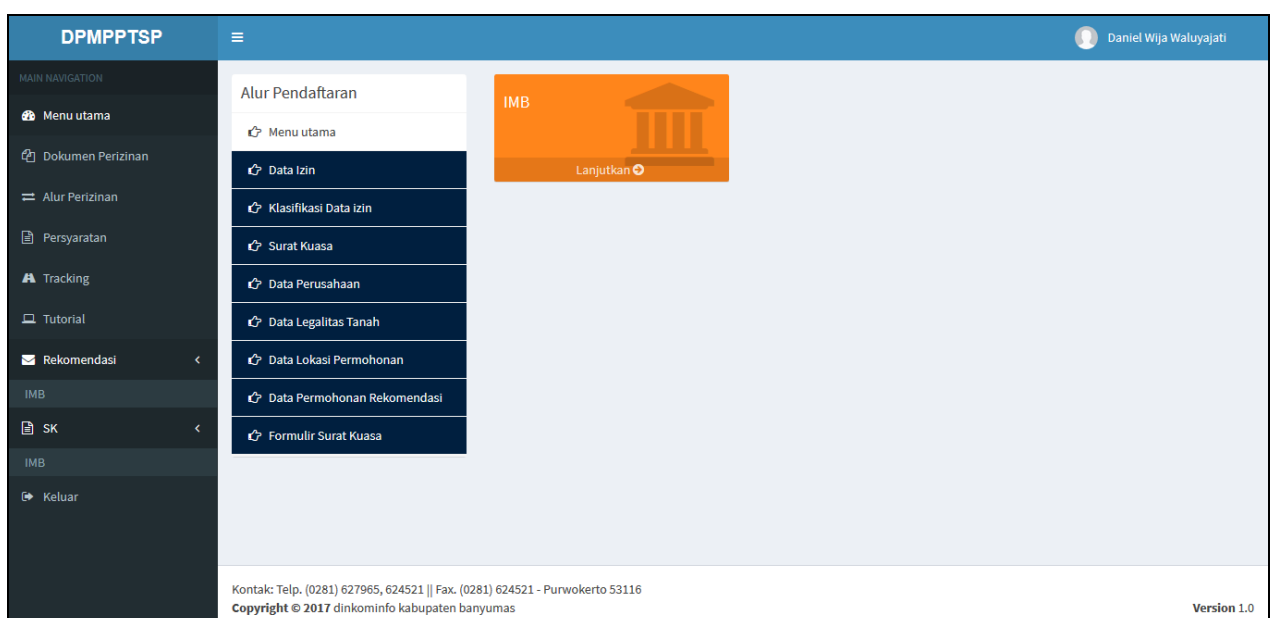 DPMPPTSP
Daniel Wija Waluyajati
MAIN NAVIGATION
Menu utama
Dokumen Perizinan
Alur Perizinan
Persyaratan
Tracking
Tutorial
Rekomendasi
IMB
SK
IMB
Keluar
Alur Pendaftaran
Menu utama
Data Izin
Klasifikasi Data izin
Surat Kuasa
Data Perusahaan
Data Legalitas Tanah
Data Lokasi Permohonan
Data Permohonan Rekomendasi
Formulir Surat Kuasa
IMB
Lanjutkan
Kontak: Telp. (0281) 627965, 624521 || Fax. (0281) 624521 - Purwokerto 53116
Copyright © 2017 dinkominfo kabupaten banyumas
Version 1.0